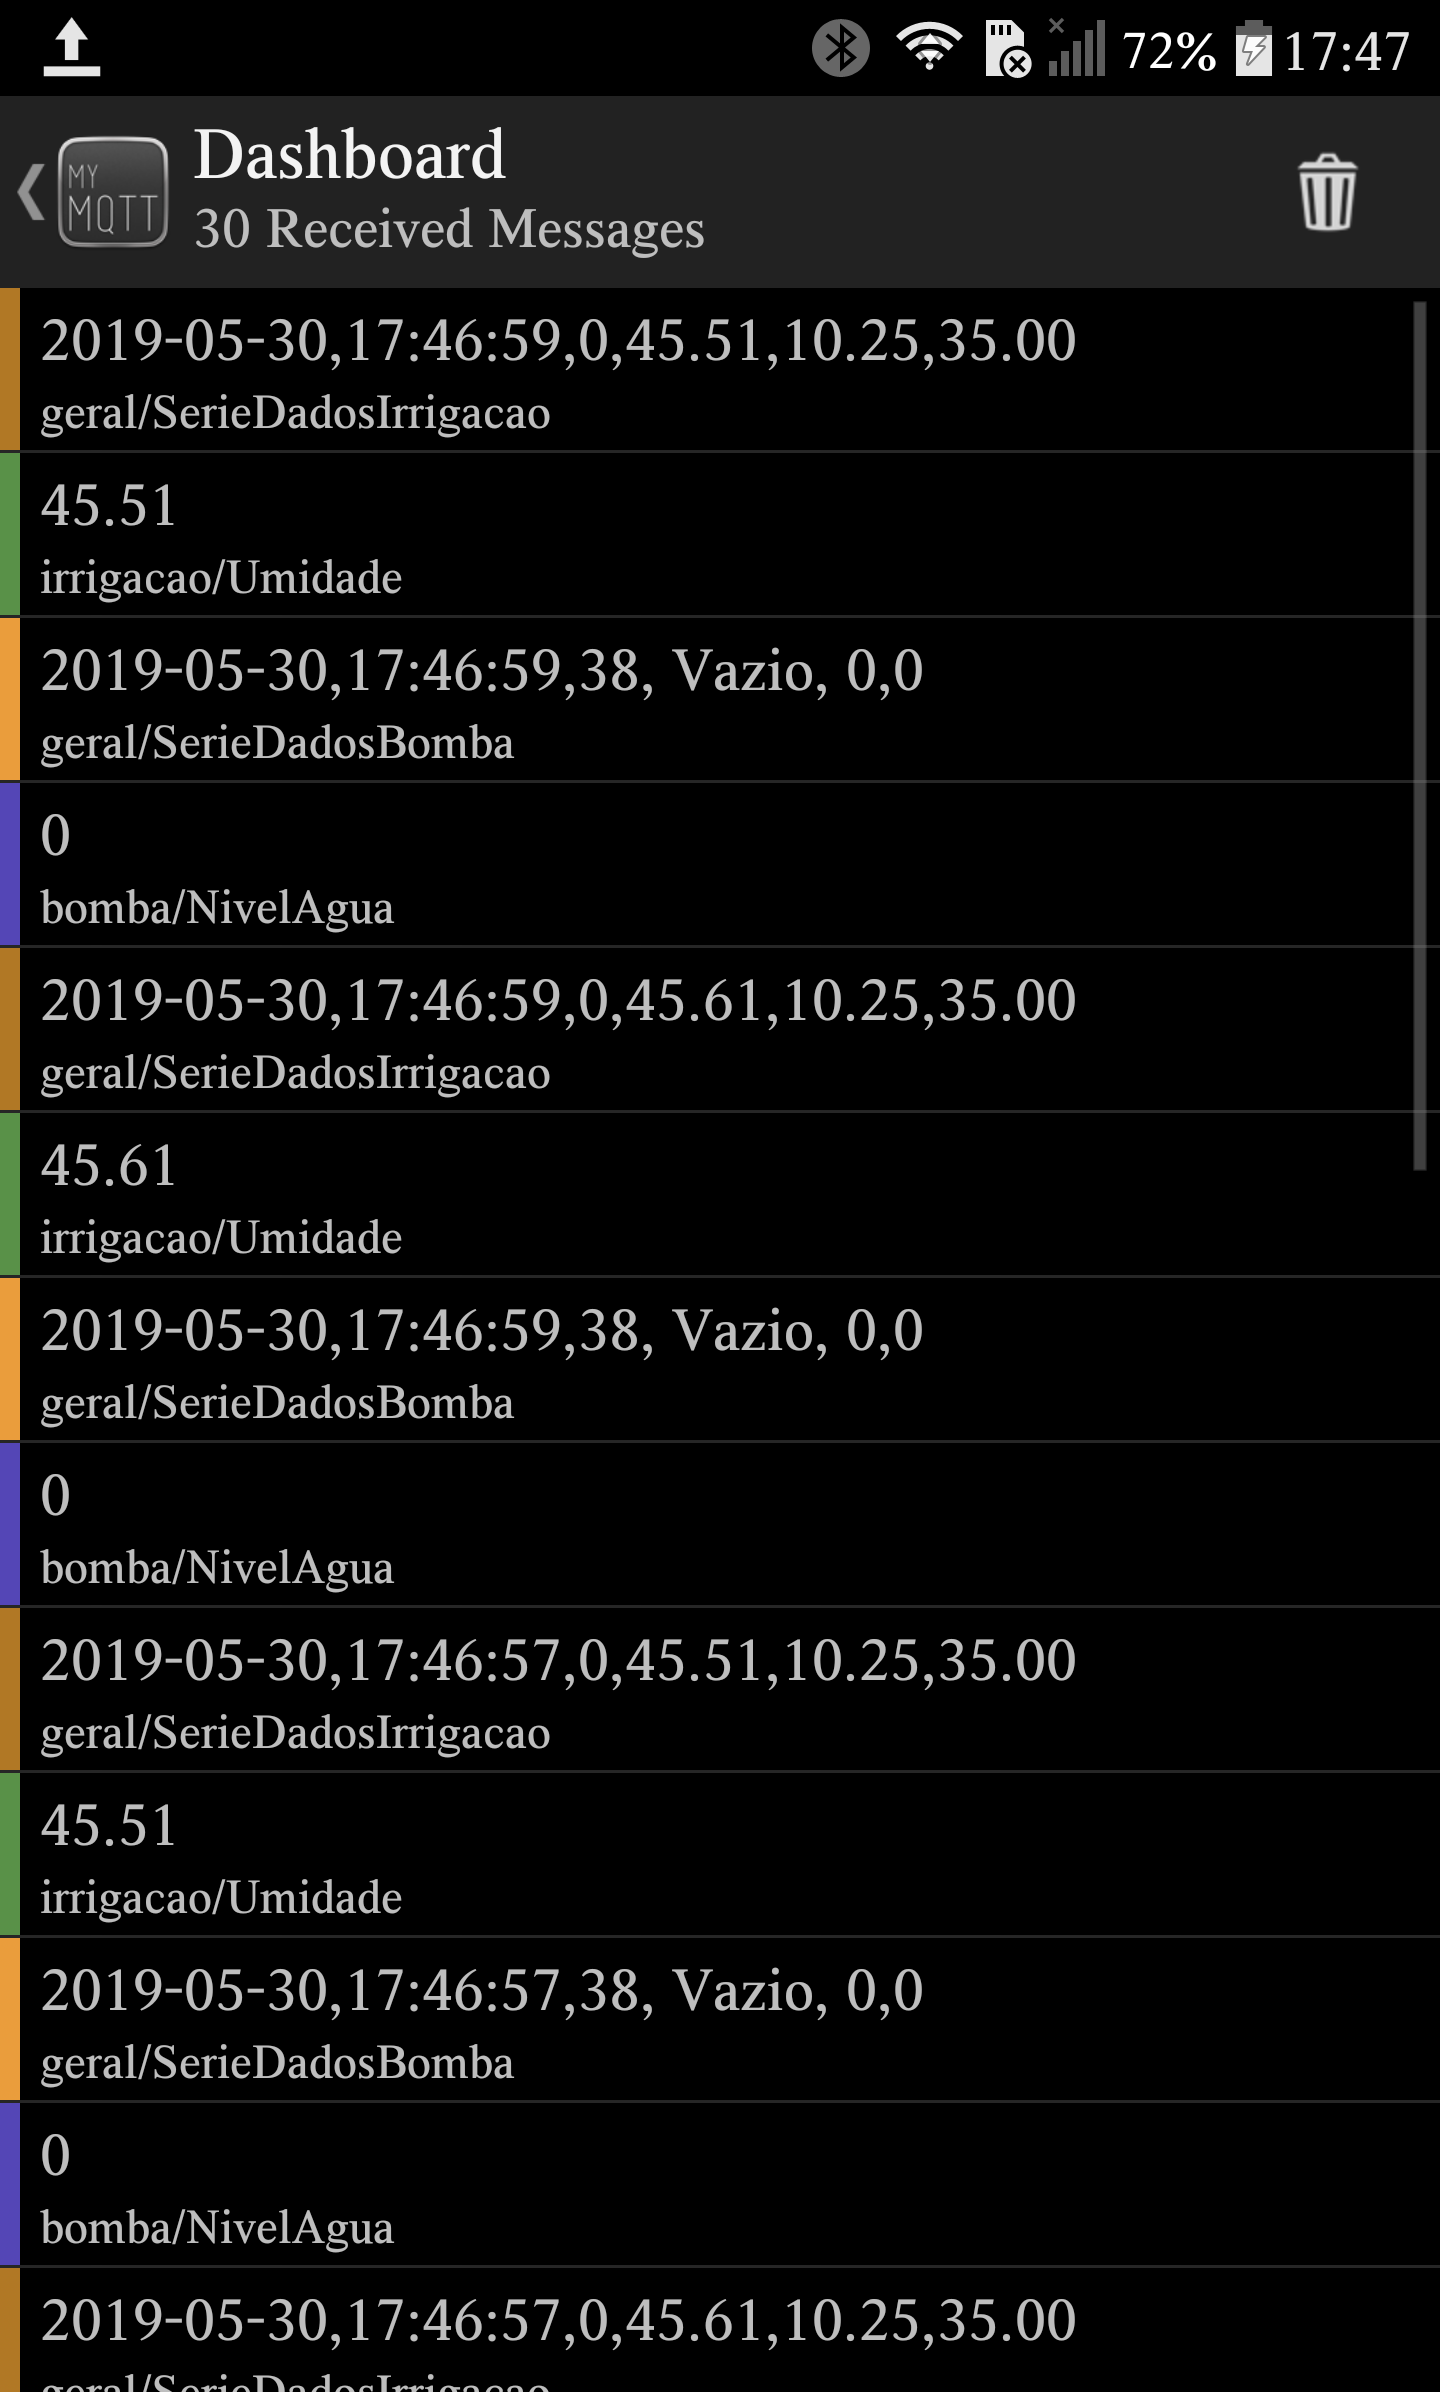 72% 17:47
MY
MQTT
Dashboard
30 Received Messages
2019-05-30,17:46:59,0,45.51,10.25,35.00
geral/SerieDadosIrrigacao
45.51
irrigacao/Umidade
2019-05-30,17:46:59,38, Vazio, 0,0
geral/SerieDadosBomba
0
bomba/NivelAgua
2019-05-30,17:46:59,0,45.61,10.25,35.00
geral/SerieDadosIrrigacao
45.61
irrigacao/Umidade
2019-05-30,17:46:59,38, Vazio, 0,0
geral/SerieDadosBomba
0
bomba/NivelAgua
2019-05-30,17:46:57,0,45.51,10.25,35.00
geral/SerieDadosIrrigacao
45.51
irrigacao/Umidade
2019-05-30,17:46:57,38, Vazio, 0,0
geral/SerieDadosBomba
0
bomba/NivelAgua
2019-05-30,17:46:57,0,45.61,10.25,35.00
geral/SerieDadosIrrigacao